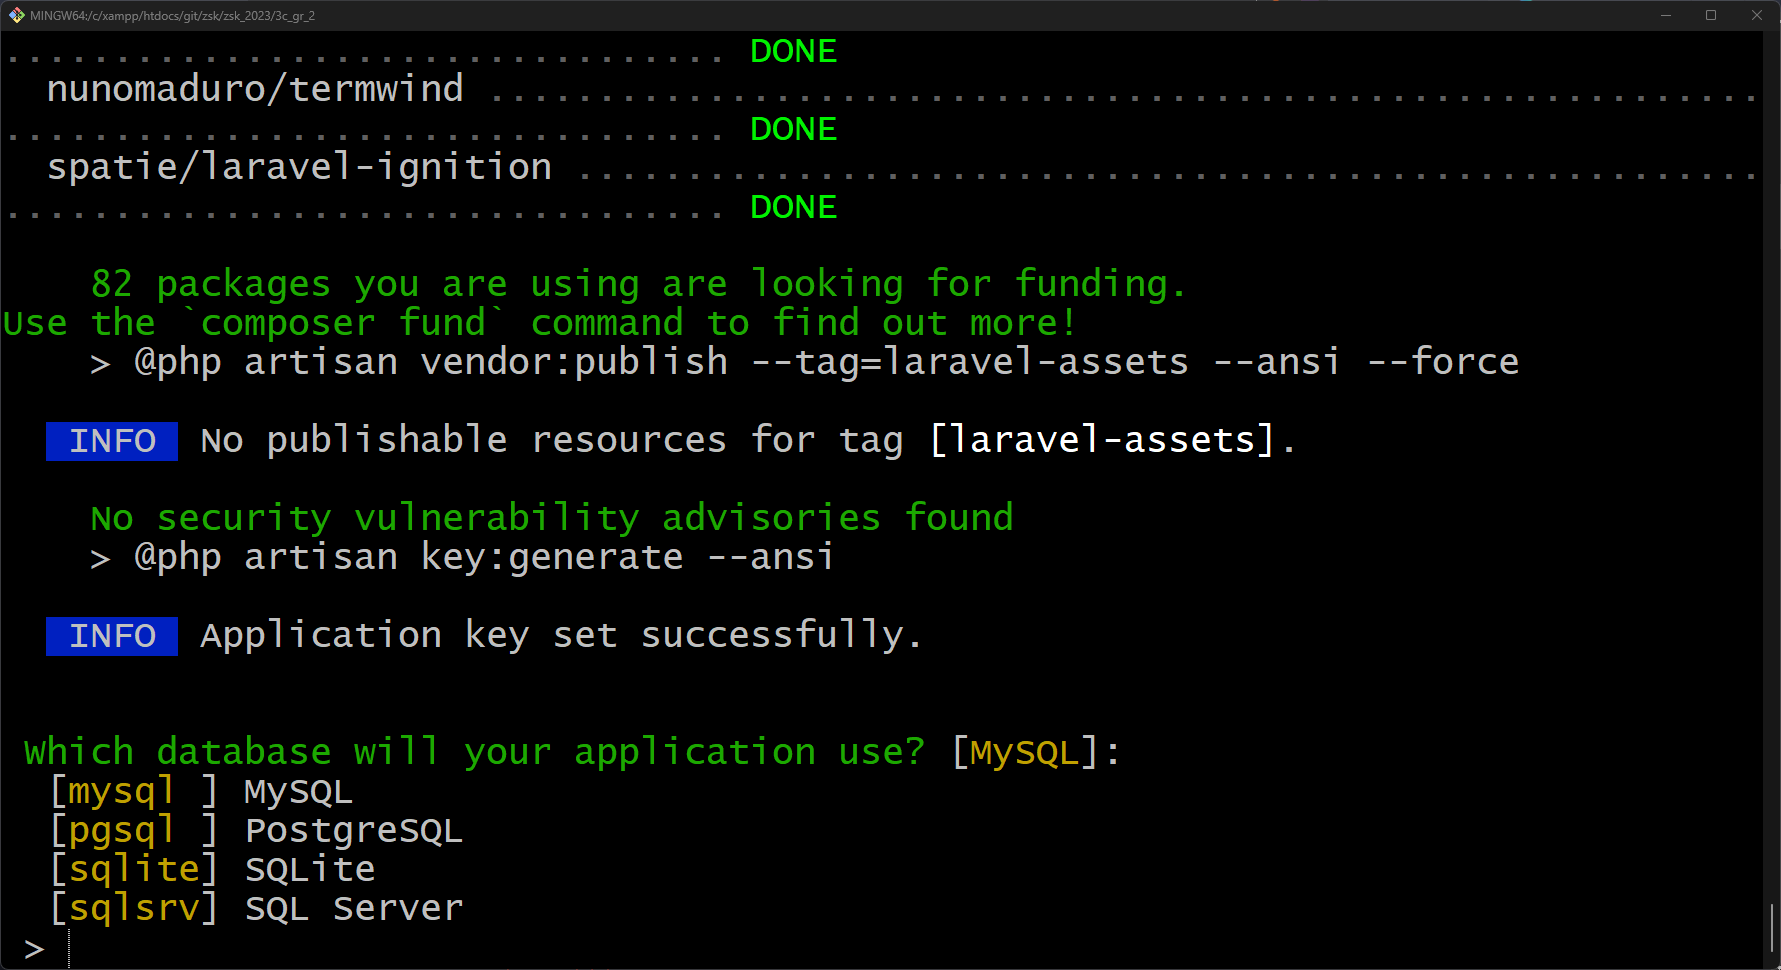 MINGW64:/c/xampp/htdocs/git/zsk/zsk_2023/3c_gr_2
................................. DONE
nunomaduro/termwind ..........................................................
................................. DONE
spatie/laravel-ignition ......................................................
................................. DONE
82 packages you are using are looking for funding.
Use the `composer fund` command to find out more!
> @php artisan vendor:publish --tag=laravel-assets --ansi --force
INFO No publishable resources for tag [laravel-assets].
No security vulnerability advisories found
> @php artisan key:generate --ansi
INFO Application key set successfully.
Which database will your application use? [MySQL]:
[mysql ] MySQL
[pgsql ] PostgreSQL
[sqlite] SQLite
[sqlsrv] SQL Server
>